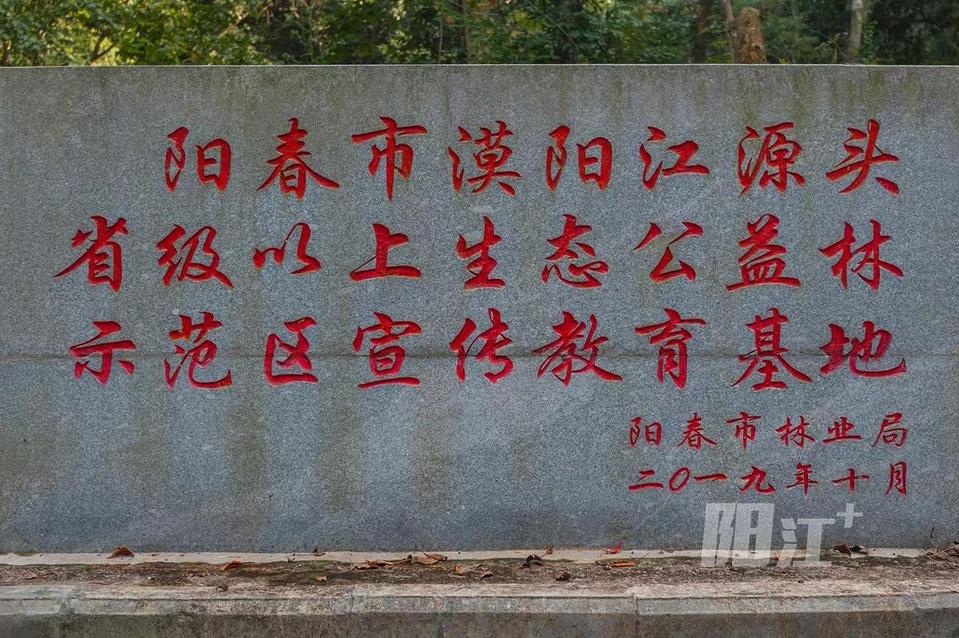 阳春市漠阳江源头
省级以上生态公益林
示范区宣传教育基地
阳春市林业局
二〇一九年十月
阳江+